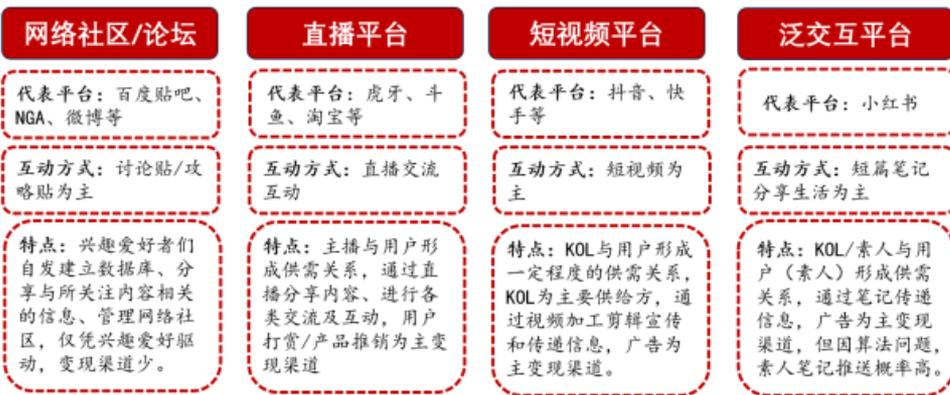 网络社区/论坛
代表平台：百度贴吧、
NGA、微博等
互动方式：讨论贴/攻
略贴为主
特点：兴趣爱好者们
自发建立数据库、分
享与所关注内容相关
的信息、管理网络社
区，仅凭兴趣爱好驱
动，变现渠道少。
直播平台
代表平台：虎牙、斗
鱼、淘宝等
互动方式：直播交流
互动
特点：主播与用户形
成供需关系，通过直
播分享内容、进行各
类交流及互动，用户
打赏/产品推销为主变
现渠道
短视频平台
代表平台：抖音、快
手等
互动方式：短视频为
主
特点：KOL与用户形成
一定程度的供需关系，
KOL为主要供给方，通
过视频加工剪辑宣传
和传递信息，广告为
主变现渠道。
泛交互平台
代表平台：小红书
互动方式：短篇笔记
分享生活为主
特点：KOL/素人与用
户（素人）形成供需
关系，通过笔记传递
信息，广告为主变现
渠道，但因算法问题，
素人笔记推送概率高。